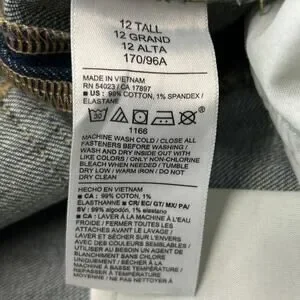 12 TALL
12 GRAND
12 ALTA
170/96A
MADE IN VIETNAM
RN 54023 / CA 17897
■ US : 99% COTTON, 1% SPANDEX /
ELASTANE
30
1166
MACHINE WASH COLD / CLOSE ALL
FASTENERS BEFORE WASHING / WASH
AND DRY INSIDE OUT WITH
LIKE COLORS / ONLY NON-CHLORINE
BLEACH WHEN NEEDED / TUMBLE
DRY LOW / WARM IRON / DO NOT
DRY CLEAN
HECHO EN VIETNAM
■ CA : 99% COTON, 1%
ELASTHANNE ■ CR/ EC/ GT/ MX/ PA/
SV : 99% algodón, 1% elastano
■ CA : LAVER À LA MACHINE À L'EAU
FROIDE / FERMER TOUTES LES
ATTACHES AVANT LE LAVAGE /
LAVER ET SÉCHER À L'ENVERS
AVEC COULEURS SEMBLABLES /
UTILISER AU BESOIN UN AGENT DE
BLANCHIMENT SANS CHLORE
SEULEMENT / SÉCHER À LA
MACHINE À BASSE TEMPÉRATURE /
REPASSER À TEMPÉRATURE
MOYENNE / NE PAS NETTOYER À